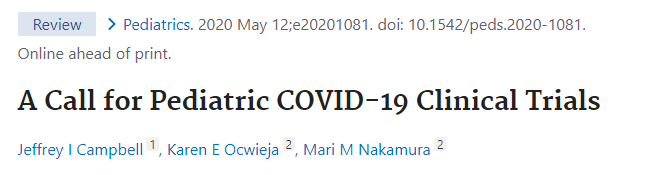 Review > Pediatrics. 2020 May 12;e20201081. doi: 10.1542/peds.2020-1081.
Online ahead of print.
A Call for Pediatric COVID-19 Clinical Trials
Jeffrey I Campbell 1, Karen E Ocwieja 2, Mari M Nakamura 2